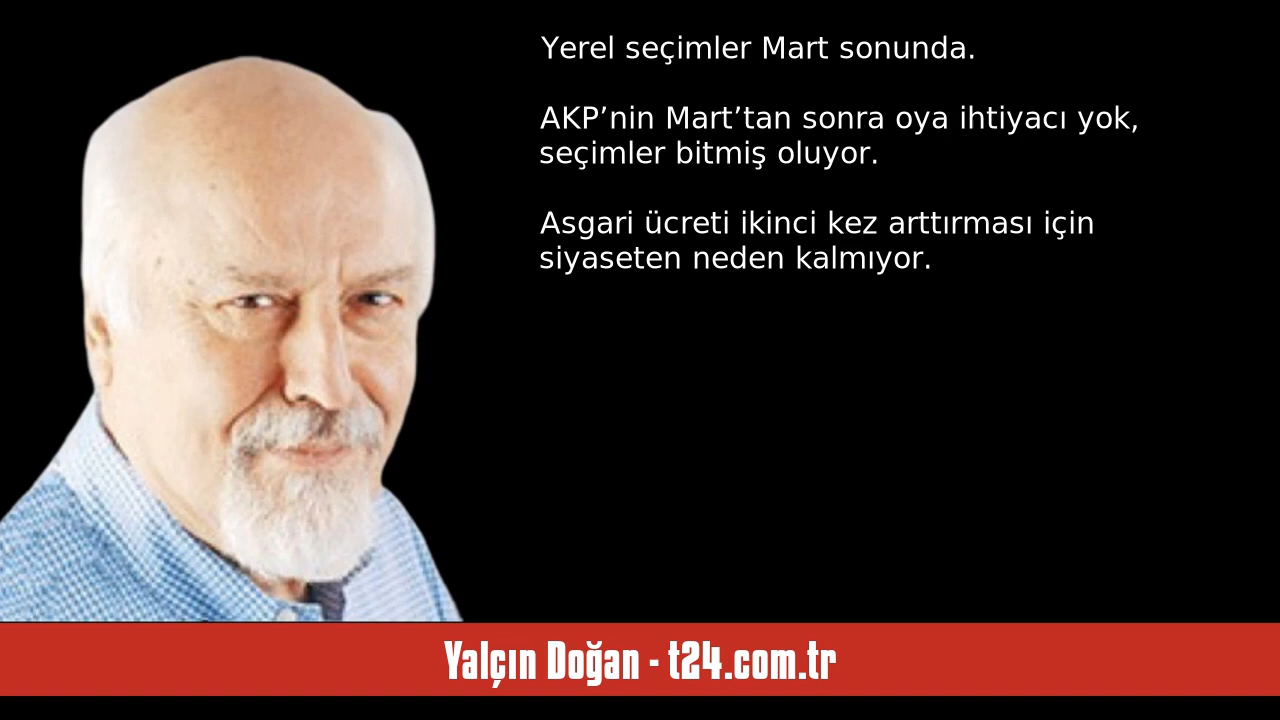 Yerel seçimler Mart sonunda.
AKP’nin Mart’tan sonra oya ihtiyacı yok,
seçimler bitmiş oluyor.
Asgari ücreti ikinci kez arttırması için
siyaseten neden kalmıyor.
Yalçın Doğan - t24.com.tr